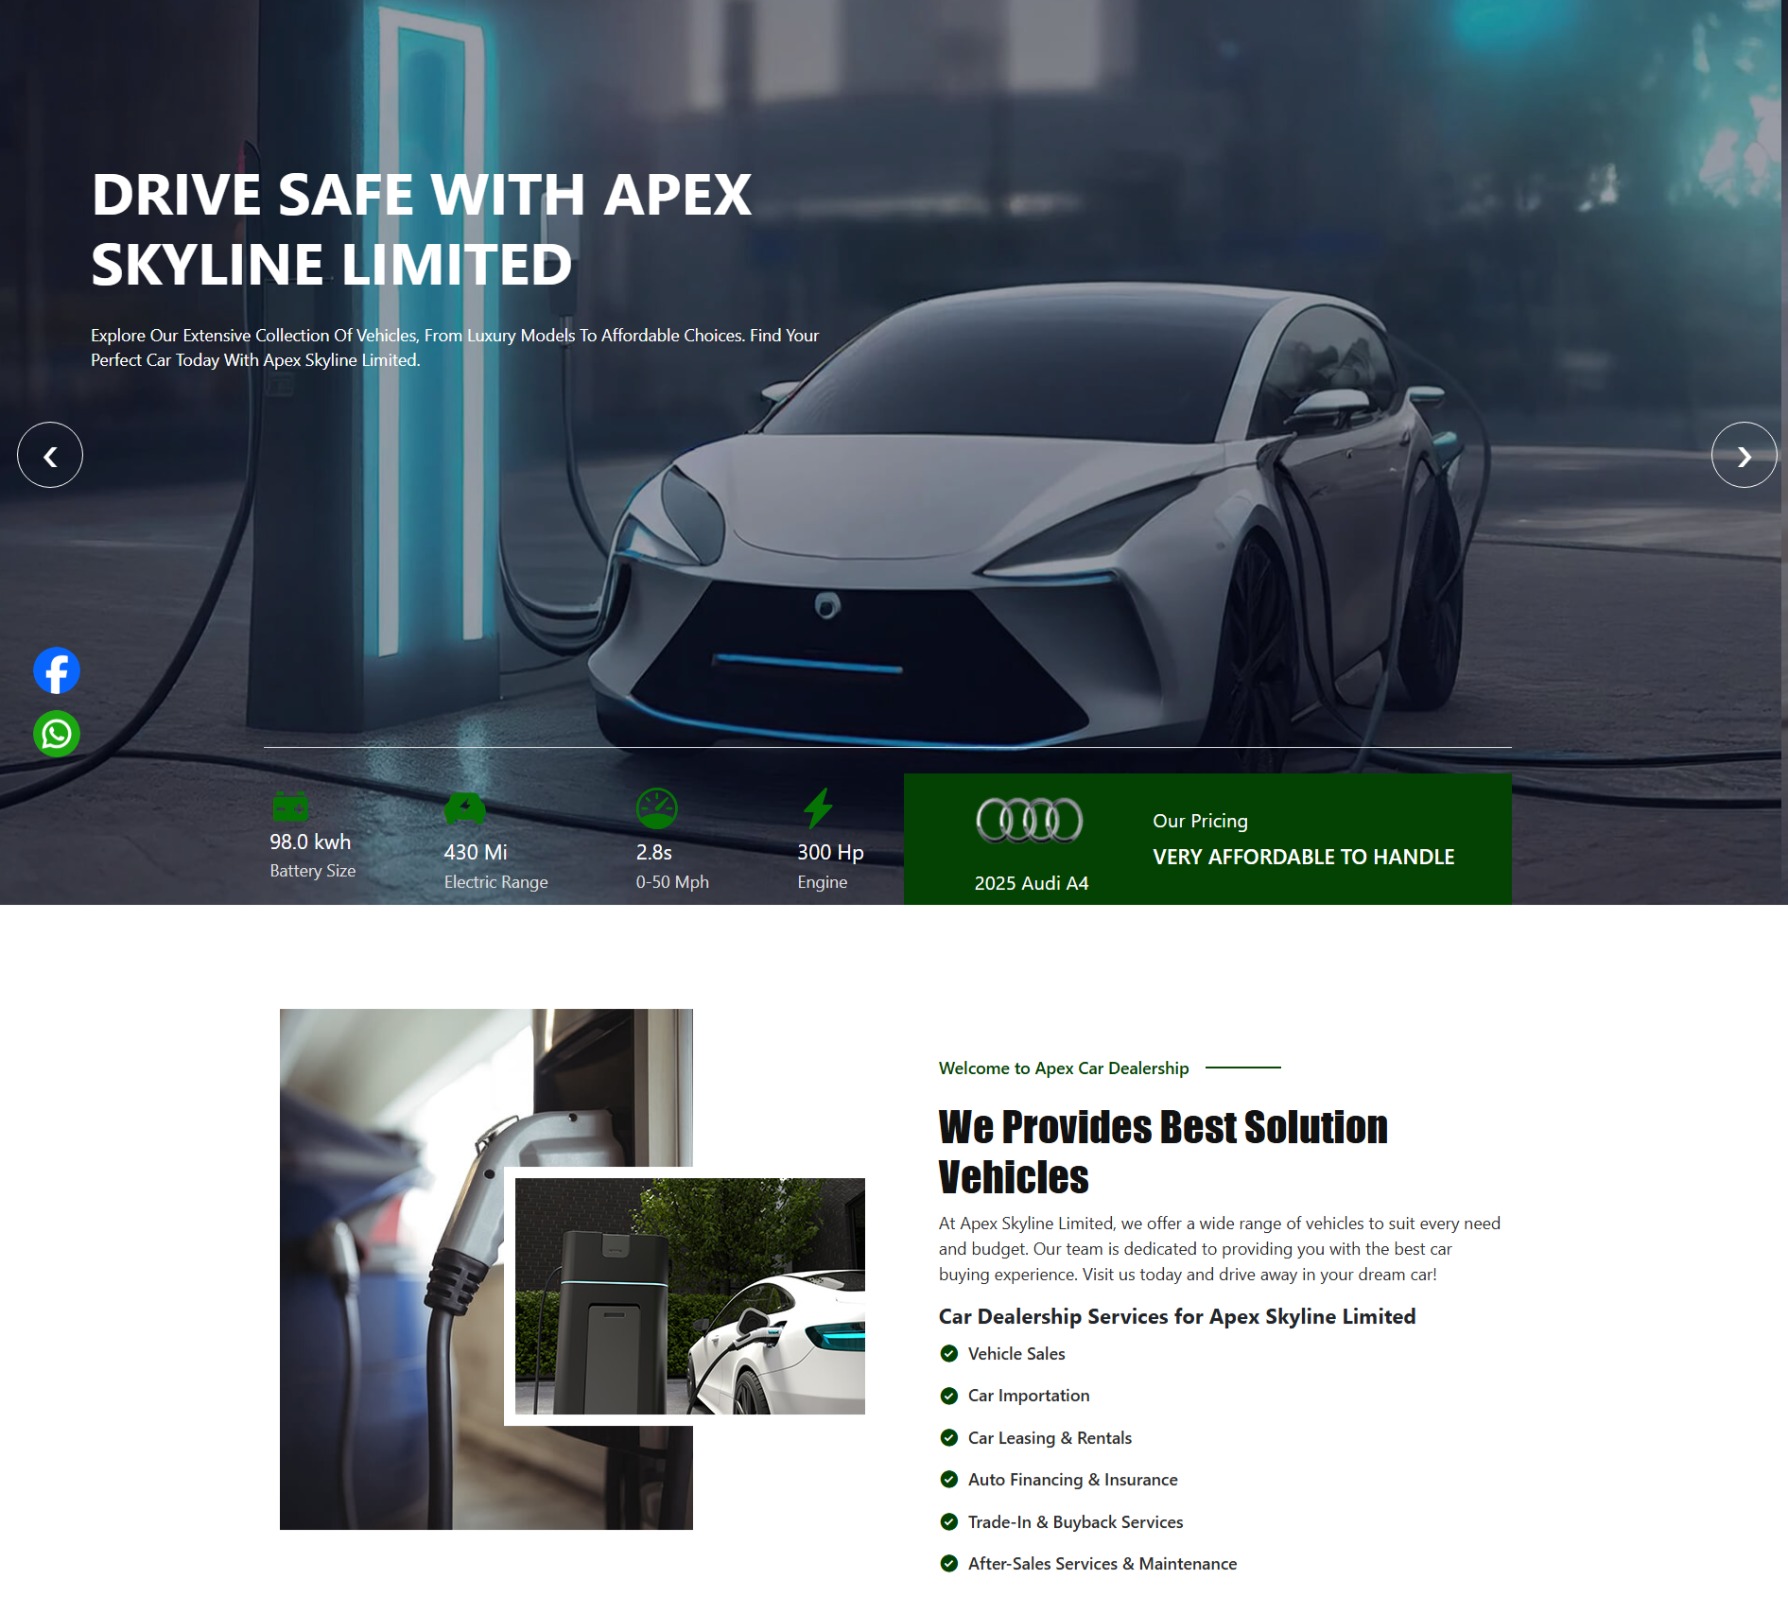 DRIVE SAFE WITH APEX
SKYLINE LIMITED
Explore Our Extensive Collection Of Vehicles, From Luxury Models To Affordable Choices. Find Your
Perfect Car Today With Apex Skyline Limited.
98.0 kwh
Battery Size
430 Mi
Electric Range
2.8s
0-50 Mph
300 Hp
Engine
2025 Audi A4
Our Pricing
VERY AFFORDABLE TO HANDLE
Welcome to Apex Car Dealership
We Provides Best Solution
Vehicles
At Apex Skyline Limited, we offer a wide range of vehicles to suit every need
and budget. Our team is dedicated to providing you with the best car
buying experience. Visit us today and drive away in your dream car!
Car Dealership Services for Apex Skyline Limited
Vehicle Sales
Car Importation
Car Leasing & Rentals
Auto Financing & Insurance
Trade-In & Buyback Services
After-Sales Services & Maintenance